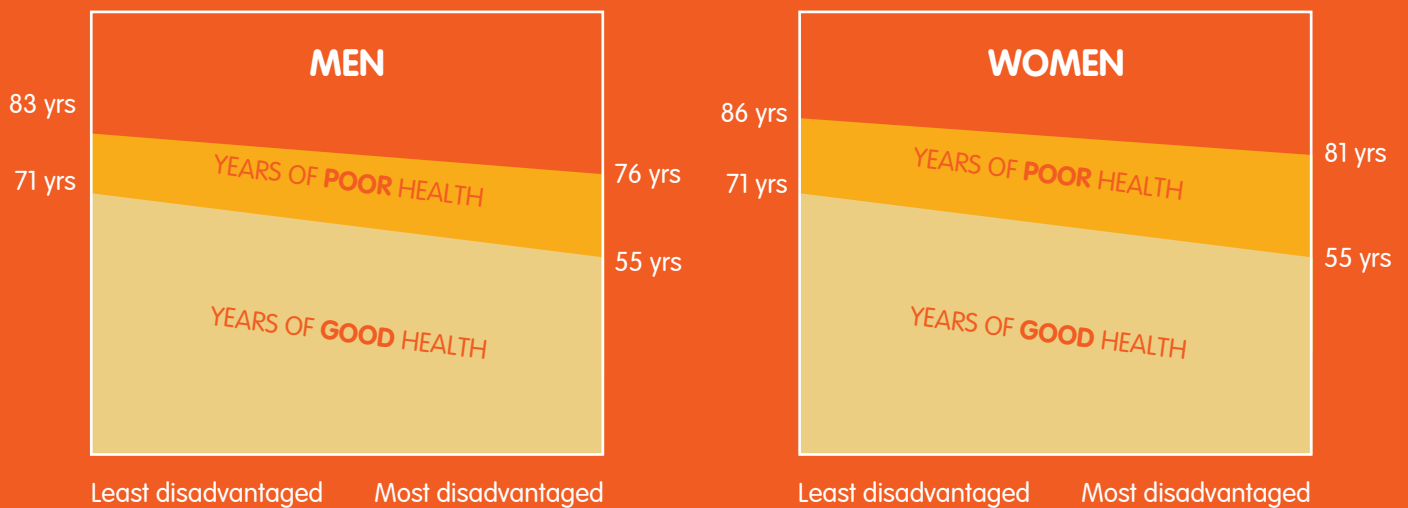 MEN
83 yrs
71 yrs
YEARS OF POOR HEALTH
76 yrs
55 yrs
YEARS OF GOOD HEALTH
Least disadvantaged
Most disadvantaged
WOMEN
86 yrs
71 yrs
YEARS OF POOR HEALTH
81 yrs
55 yrs
YEARS OF GOOD HEALTH
Least disadvantaged
Most disadvantaged